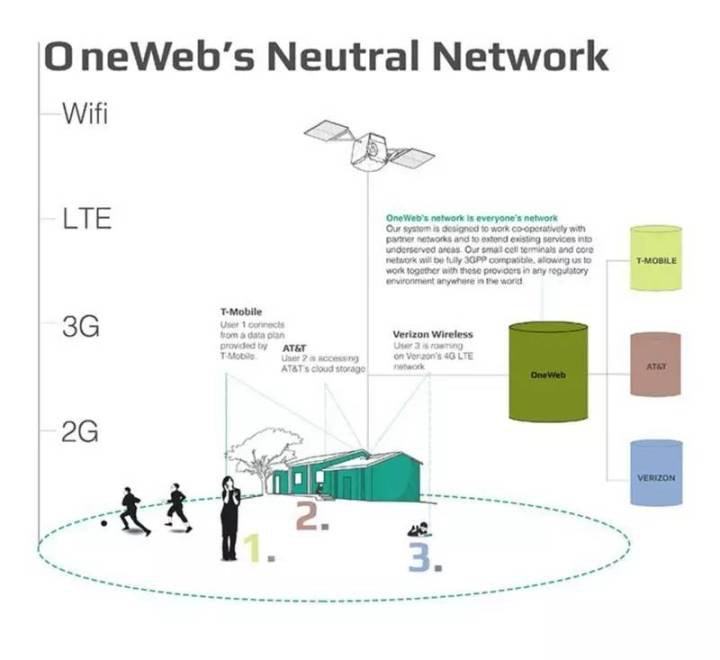 OneWeb's Neutral Network
Wifi
LTE
3G
2G
OneWeb's network is everyone's network
Our system is designed to work co-operatively with
partner networks and to extend existing services into
underserved areas. Our small cell terminals and core
network will be fully 3GPP compatible, allowing us to
work together with these providers in any regulatory
environment anywhere in the world
T-Mobile
User 1 connects
from a data plan
provided by
T-Mobile.
AT&T
User 2 is accessing
AT&T's cloud storage
Verizon Wireless
User 3 is roaming
on Verizon's 4G LTE
network
OneWeb
T-MOBILE
AT&T
VERIZON
1.
2.
3.